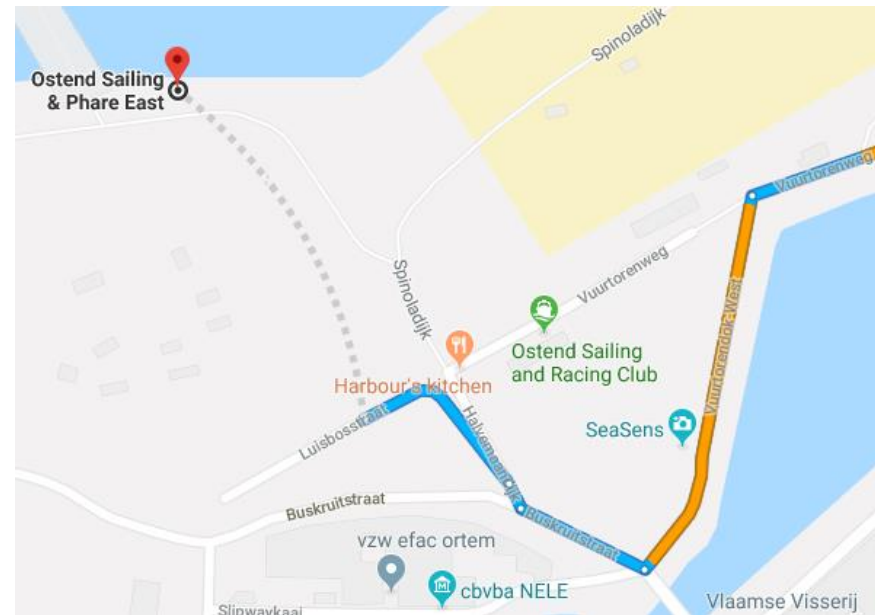 Ostend Sailing
& Phare East
Spinoladijk
Vuurtorenweg
Spinoladijk
Vuurtorenweg
Vuurtorendok-West
Ostend Sailing
and Racing Club
Harbour's kitchen
Halvemaandijk
SeaSens
Luisbosstraat
Buskruitstraat
Buskruitstraat
vzw efac ortem
cbvba NELE
Vlaamse Visserij
Slipwaykaai